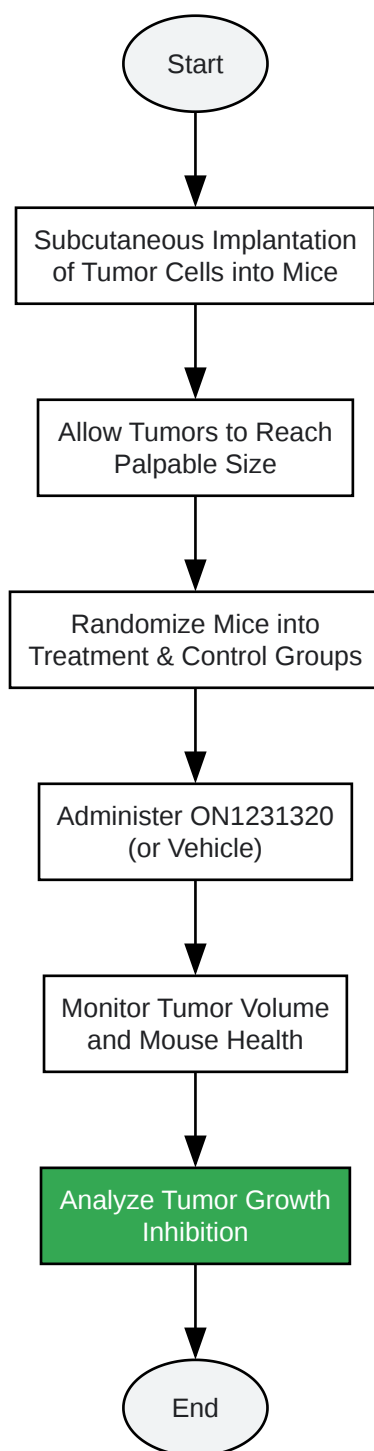 Start
Subcutaneous Implantation
of Tumor Cells into Mice
Allow Tumors to Reach
Palpable Size
Randomize Mice into
Treatment & Control Groups
Administer ON1231320
(or Vehicle)
Monitor Tumor Volume
and Mouse Health
Analyze Tumor Growth
Inhibition
End